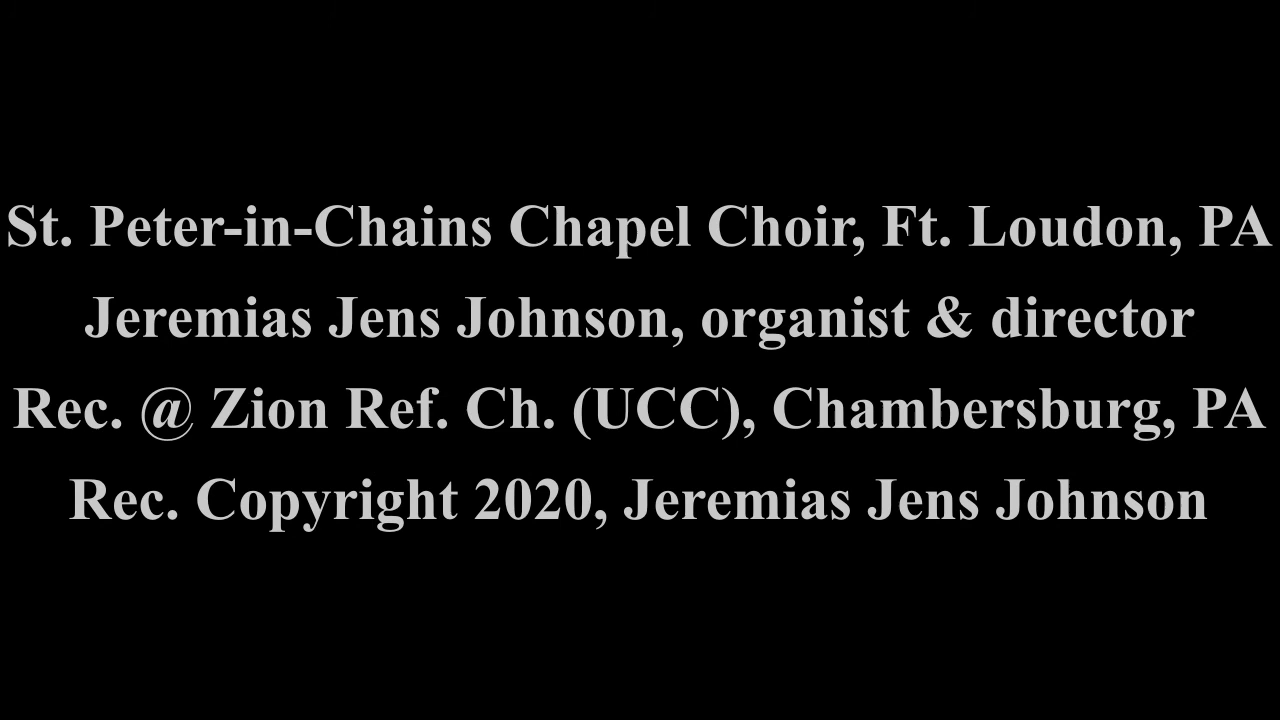 St. Peter-in-Chains Chapel Choir, Ft. Loudon, PA
Jeremias Jens Johnson, organist & director
Rec. @ Zion Ref. Ch. (UCC), Chambersburg, PA
Rec. Copyright 2020, Jeremias Jens Johnson